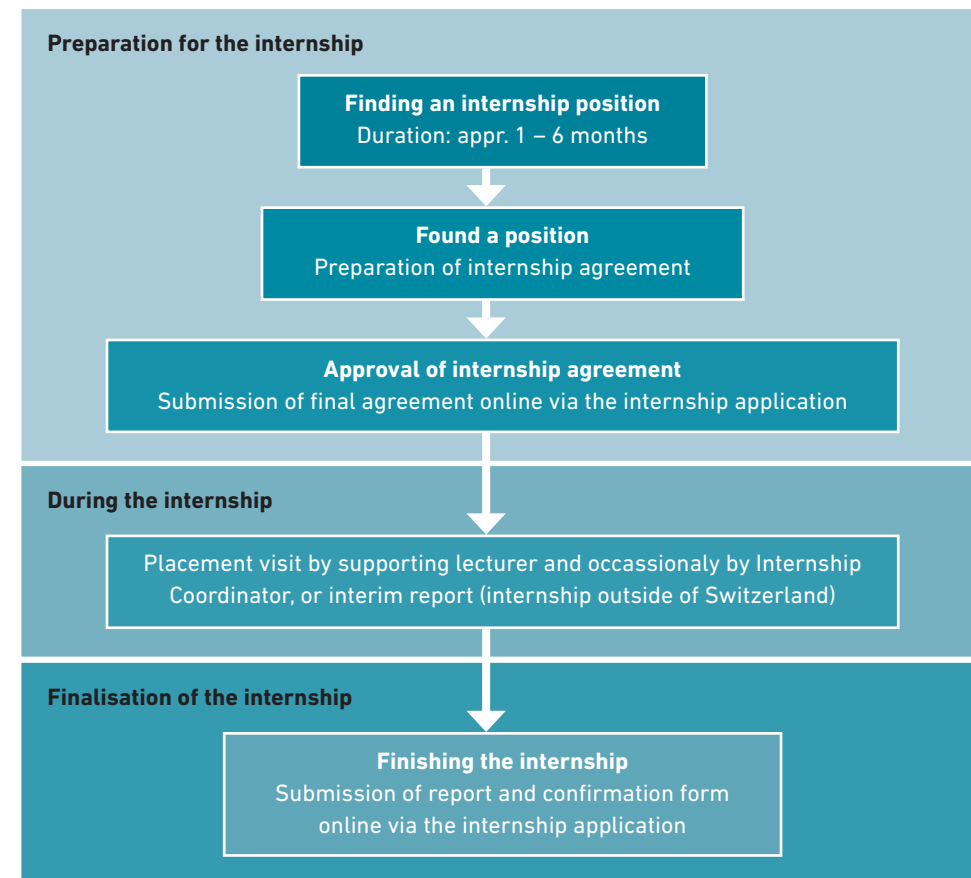 Preparation for the internship
Finding an internship position
Duration: appr. 1 – 6 months
Found a position
Preparation of internship agreement
Approval of internship agreement
Submission of final agreement online via the internship application
During the internship
Placement visit by supporting lecturer and occassionaly by Internship
Coordinator, or interim report (internship outside of Switzerland)
Finalisation of the internship
Finishing the internship
Submission of report and confirmation form
online via the internship application